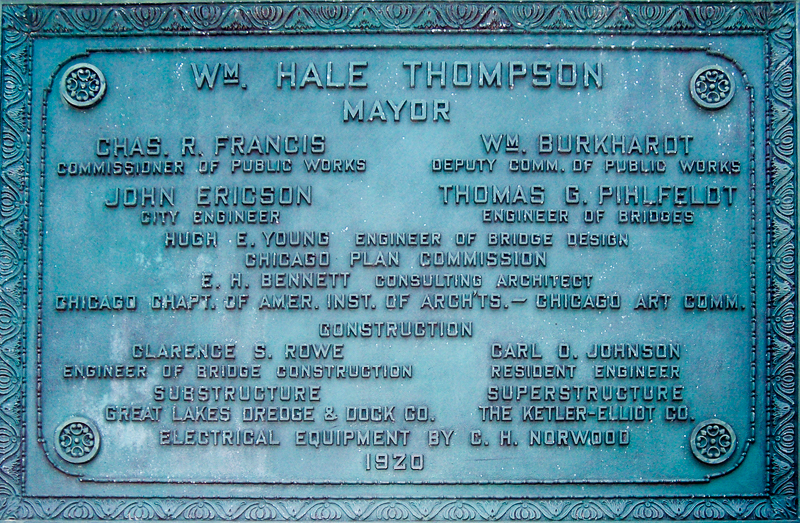 WM. HALE THOMPSON
MAYOR
CHAS. R. FRANCIS
COMMISSIONER OF PUBLIC WORKS
WM. BURKHARDT
DEPUTY COMM. OF PUBLIC WORKS
JOHN ERICSON
CITY ENGINEER
THOMAS G. PIHLFELDT
ENGINEER OF BRIDGES
HUGH E. YOUNG ENGINEER OF BRIDGE DESIGN
CHICAGO PLAN COMMISSION
E. H. BENNETT CONSULTING ARCHITECT
CHICAGO CHAPT. OF AMER. INST. OF ARCH'TS. — CHICAGO ART COMM.
CONSTRUCTION
CLARENCE S. ROWE
ENGINEER OF BRIDGE CONSTRUCTION
CARL O. JOHNSON
RESIDENT ENGINEER
SUBSTRUCTURE
GREAT LAKES DREDGE & DOCK CO.
SUPERSTRUCTURE
THE KETLER-ELLIOT CO.
ELECTRICAL EQUIPMENT BY C. H. NORWOOD
1920